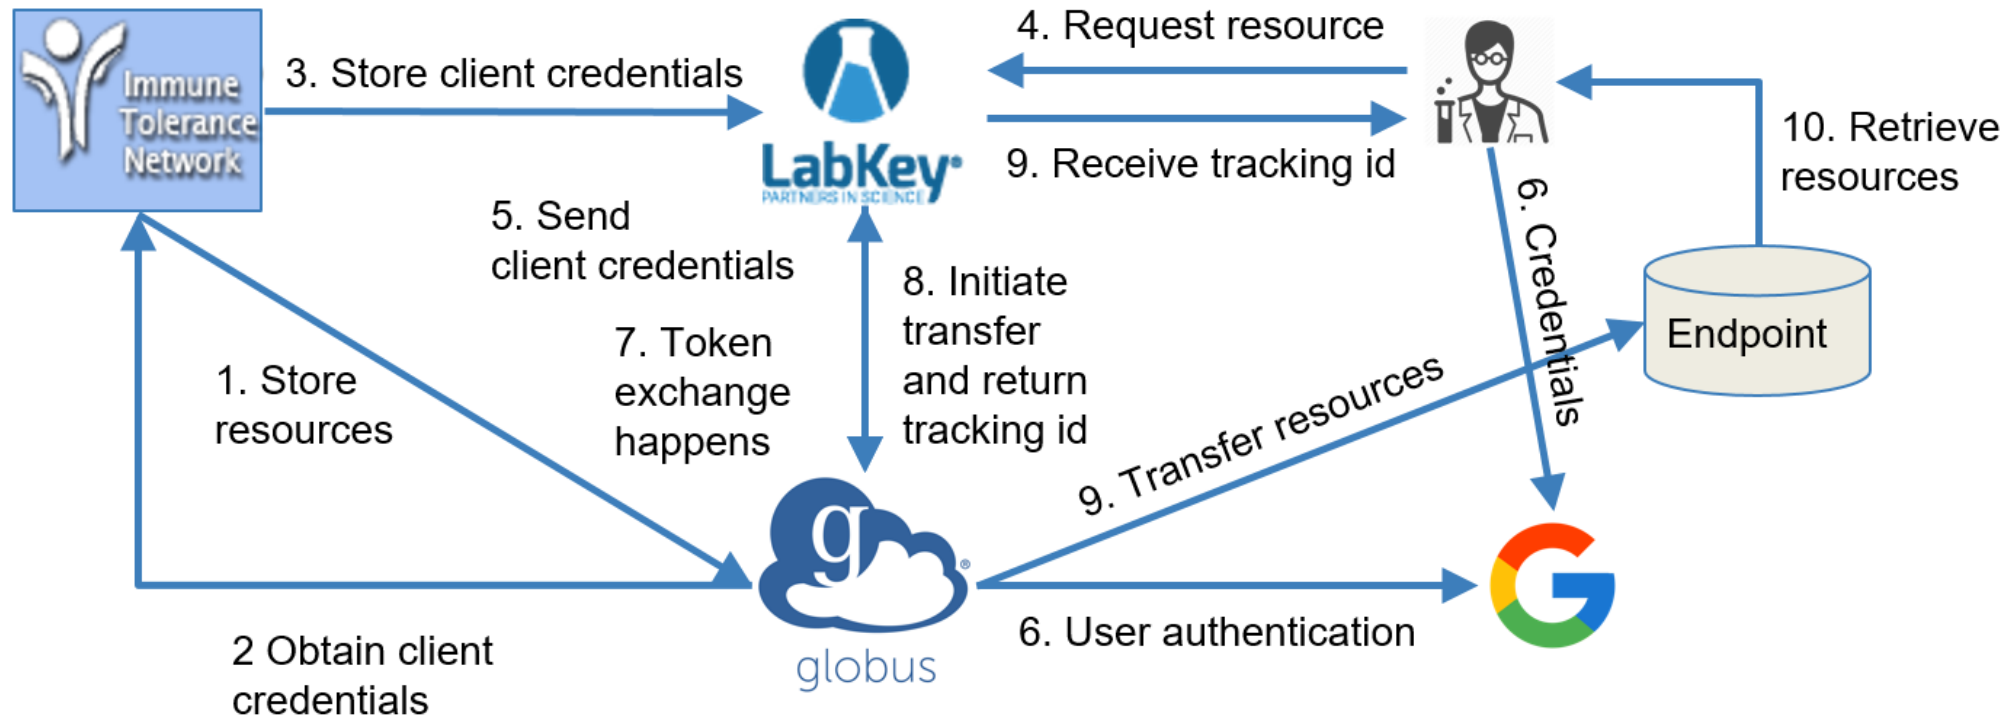 Immune
Tolerance
Network
3. Store client credentials
LabKey®
PARTNERS IN SCIENCE
4. Request resource
9. Receive tracking id
10. Retrieve
resources
5. Send
client credentials
6. Credentials
8. Initiate
transfer
and return
tracking id
7. Token
exchange
happens
1. Store
resources
Endpoint
9. Transfer resources
g
®
globus
6. User authentication
G
2 Obtain client
credentials